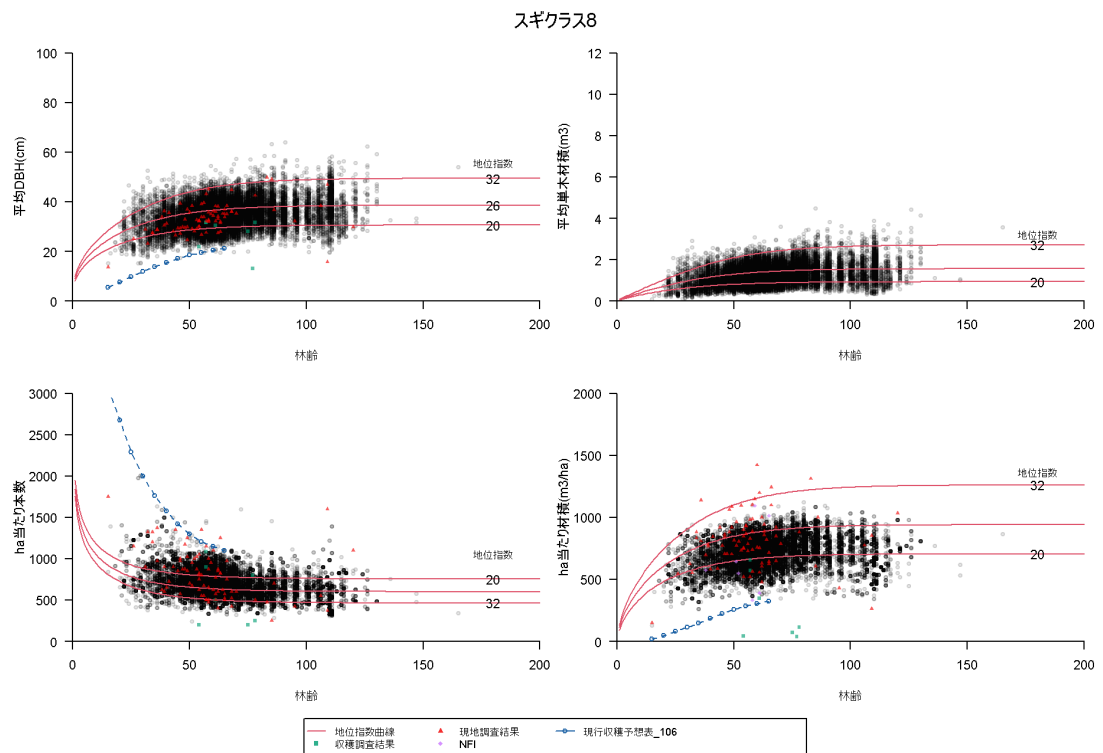 スギクラス8
平均DBH(cm)
100
80
60
40
20
0
0 50 100 150 200
林齢
地位指数
32
26
20
平均単木材積(m3)
12
10
8
6
4
2
0
0 50 100 150 200
林齢
地位指数
32
20
ha当たり本数
3000
2500
2000
1500
1000
500
0
0 50 100 150 200
林齢
地位指数
20
32
ha当たり材積(m3/ha)
2000
1500
1000
500
0
0 50 100 150 200
林齢
地位指数
32
20
地位指数曲線 現地調査結果 現行収穫予想表_106
収穫調査結果 NFI